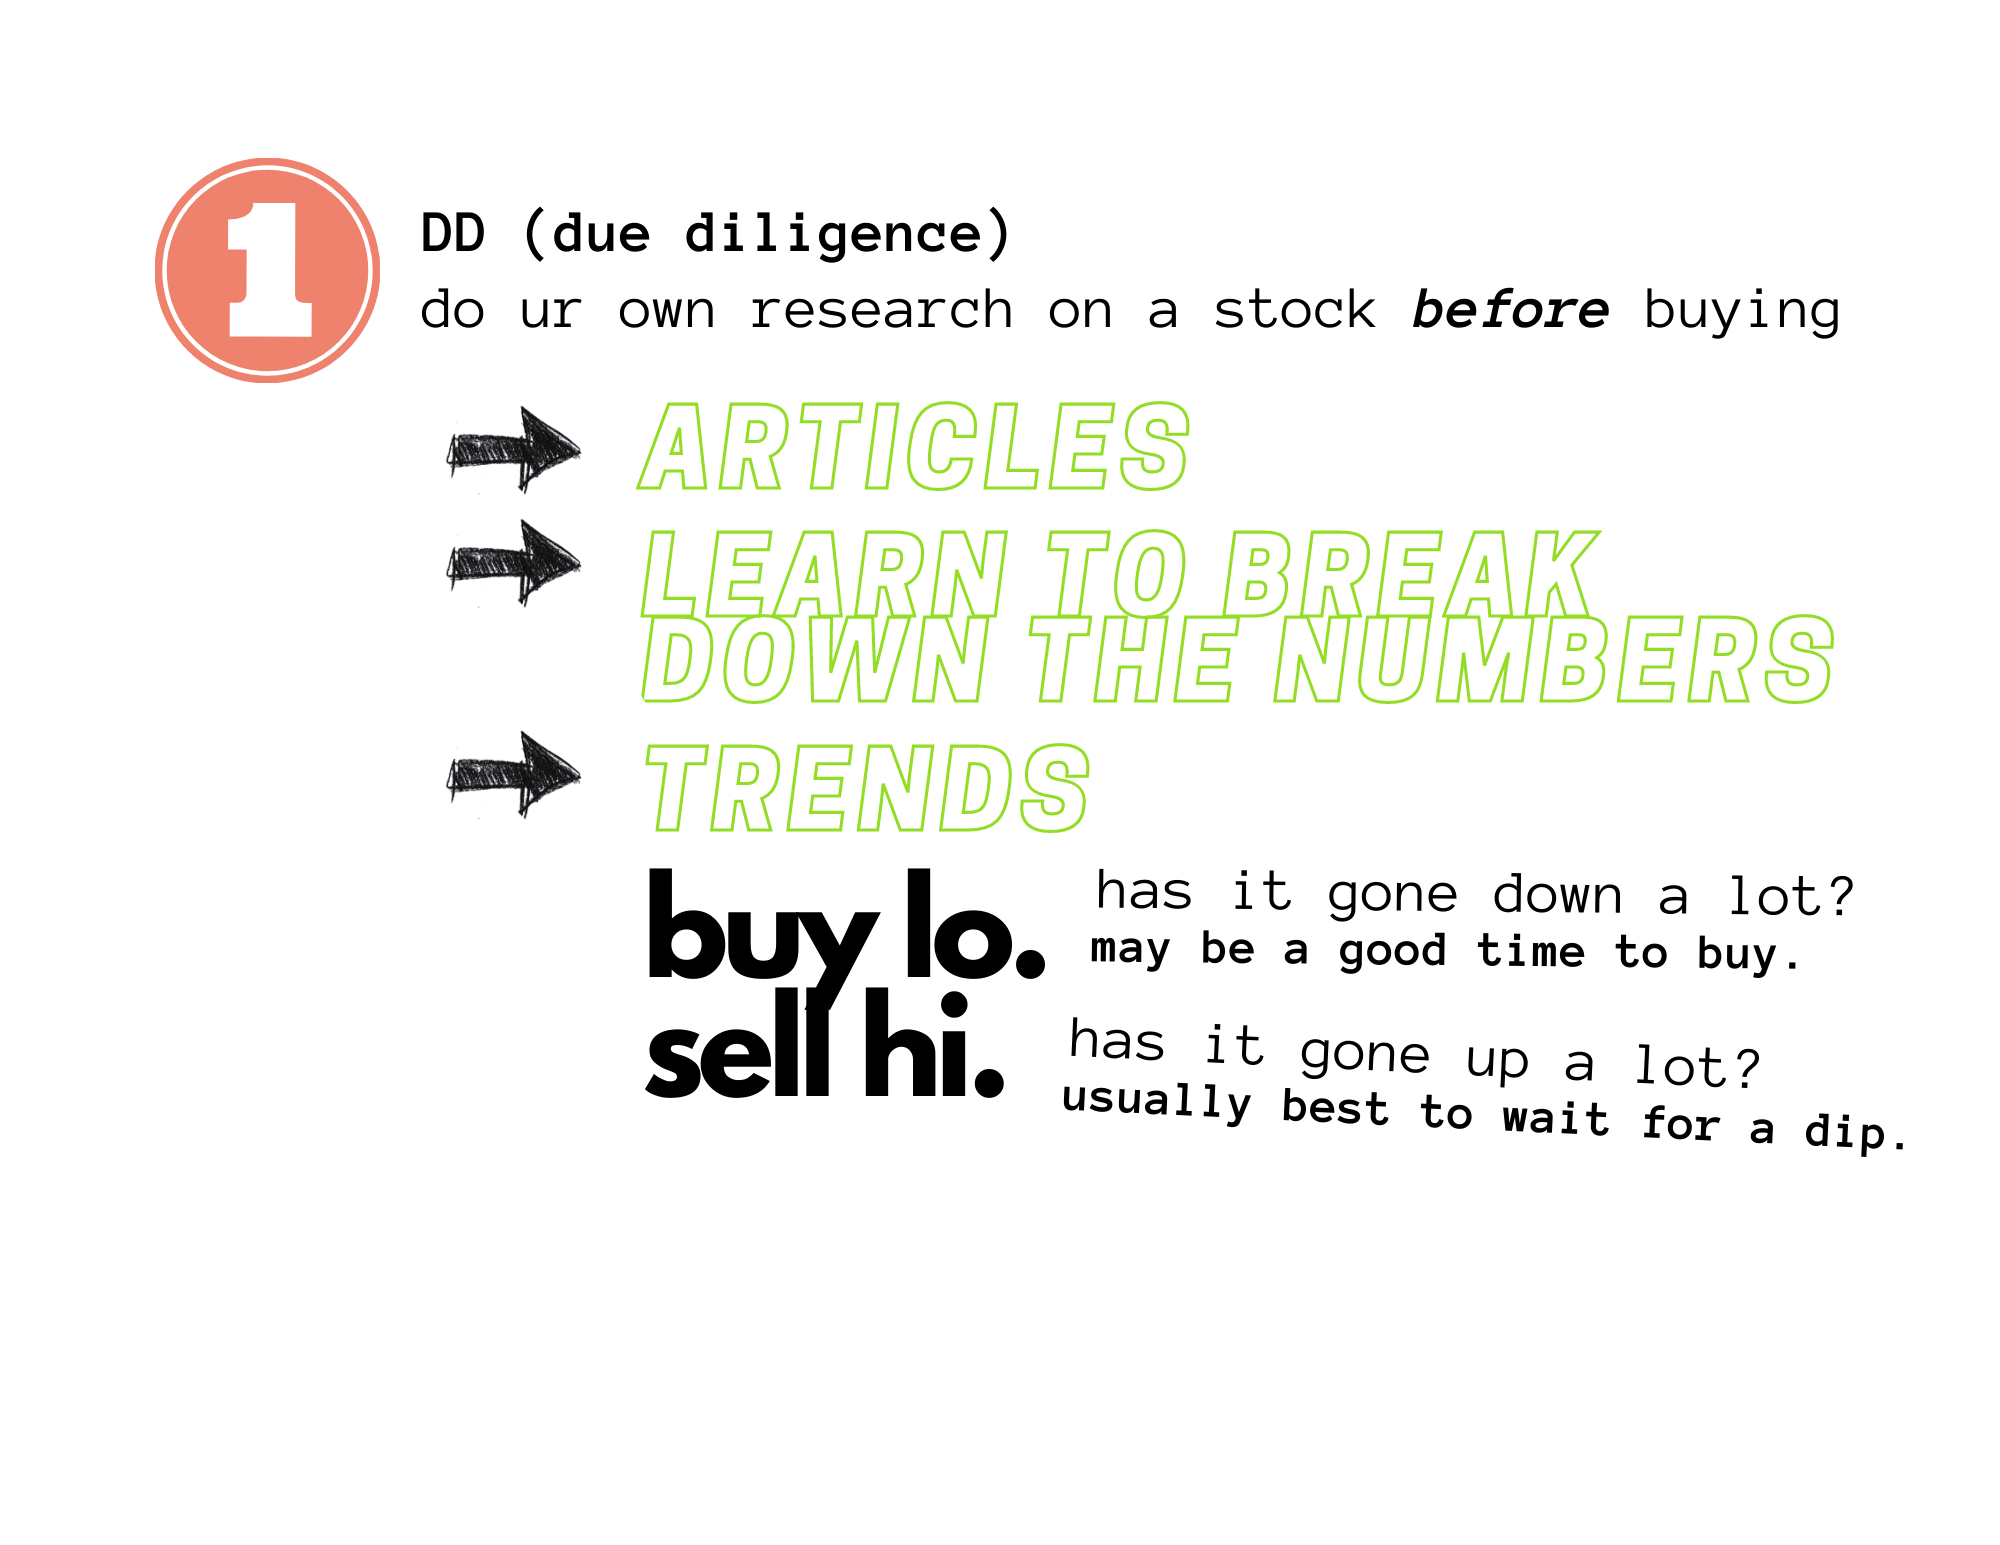 1
DD (due diligence)
do ur own research on a stock before buying
ARTICLES
LEARN TO BREAK
DOWN THE NUMBERS
TRENDS
buy lo.
sell hi.
has it gone down a lot?
may be a good time to buy.
has it gone up a lot?
usually best to wait for a dip.